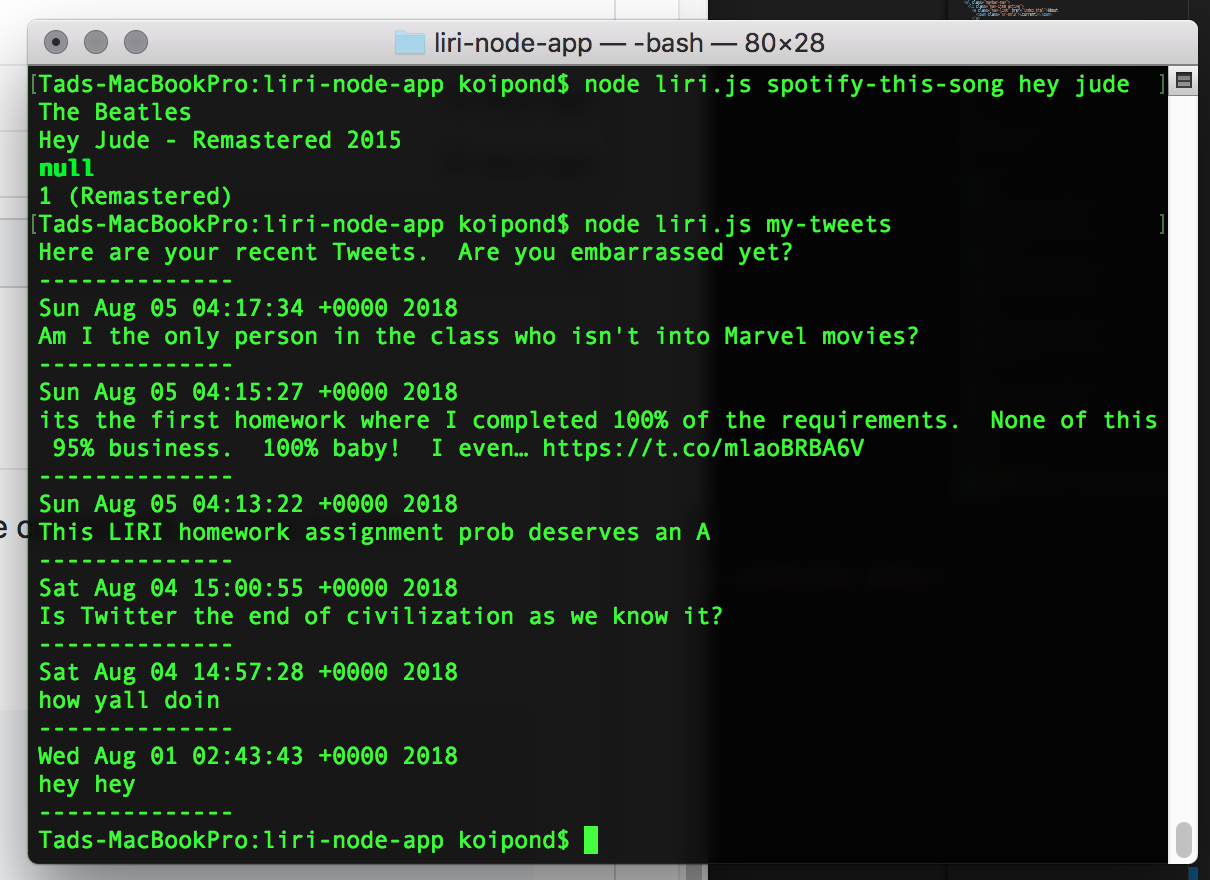 liri-node-app — -bash — 80×28
[Tads-MacBookPro:liri-node-app koipond$ node liri.js spotify-this-song hey jude ]
The Beatles
Hey Jude - Remastered 2015
null
1 (Remastered)
[Tads-MacBookPro:liri-node-app koipond$ node liri.js my-tweets ]
Here are your recent Tweets.  Are you embarrassed yet?
--------------
Sun Aug 05 04:17:34 +0000 2018
Am I the only person in the class who isn't into Marvel movies?
--------------
Sun Aug 05 04:15:27 +0000 2018
its the first homework where I completed 100% of the requirements.  None of this
 95% business.  100% baby!  I even… https://t.co/mlaoBRBA6V
--------------
Sun Aug 05 04:13:22 +0000 2018
This LIRI homework assignment prob deserves an A
--------------
Sat Aug 04 15:00:55 +0000 2018
Is Twitter the end of civilization as we know it?
--------------
Sat Aug 04 14:57:28 +0000 2018
how yall doin
--------------
Wed Aug 01 02:43:43 +0000 2018
hey hey
--------------
Tads-MacBookPro:liri-node-app koipond$